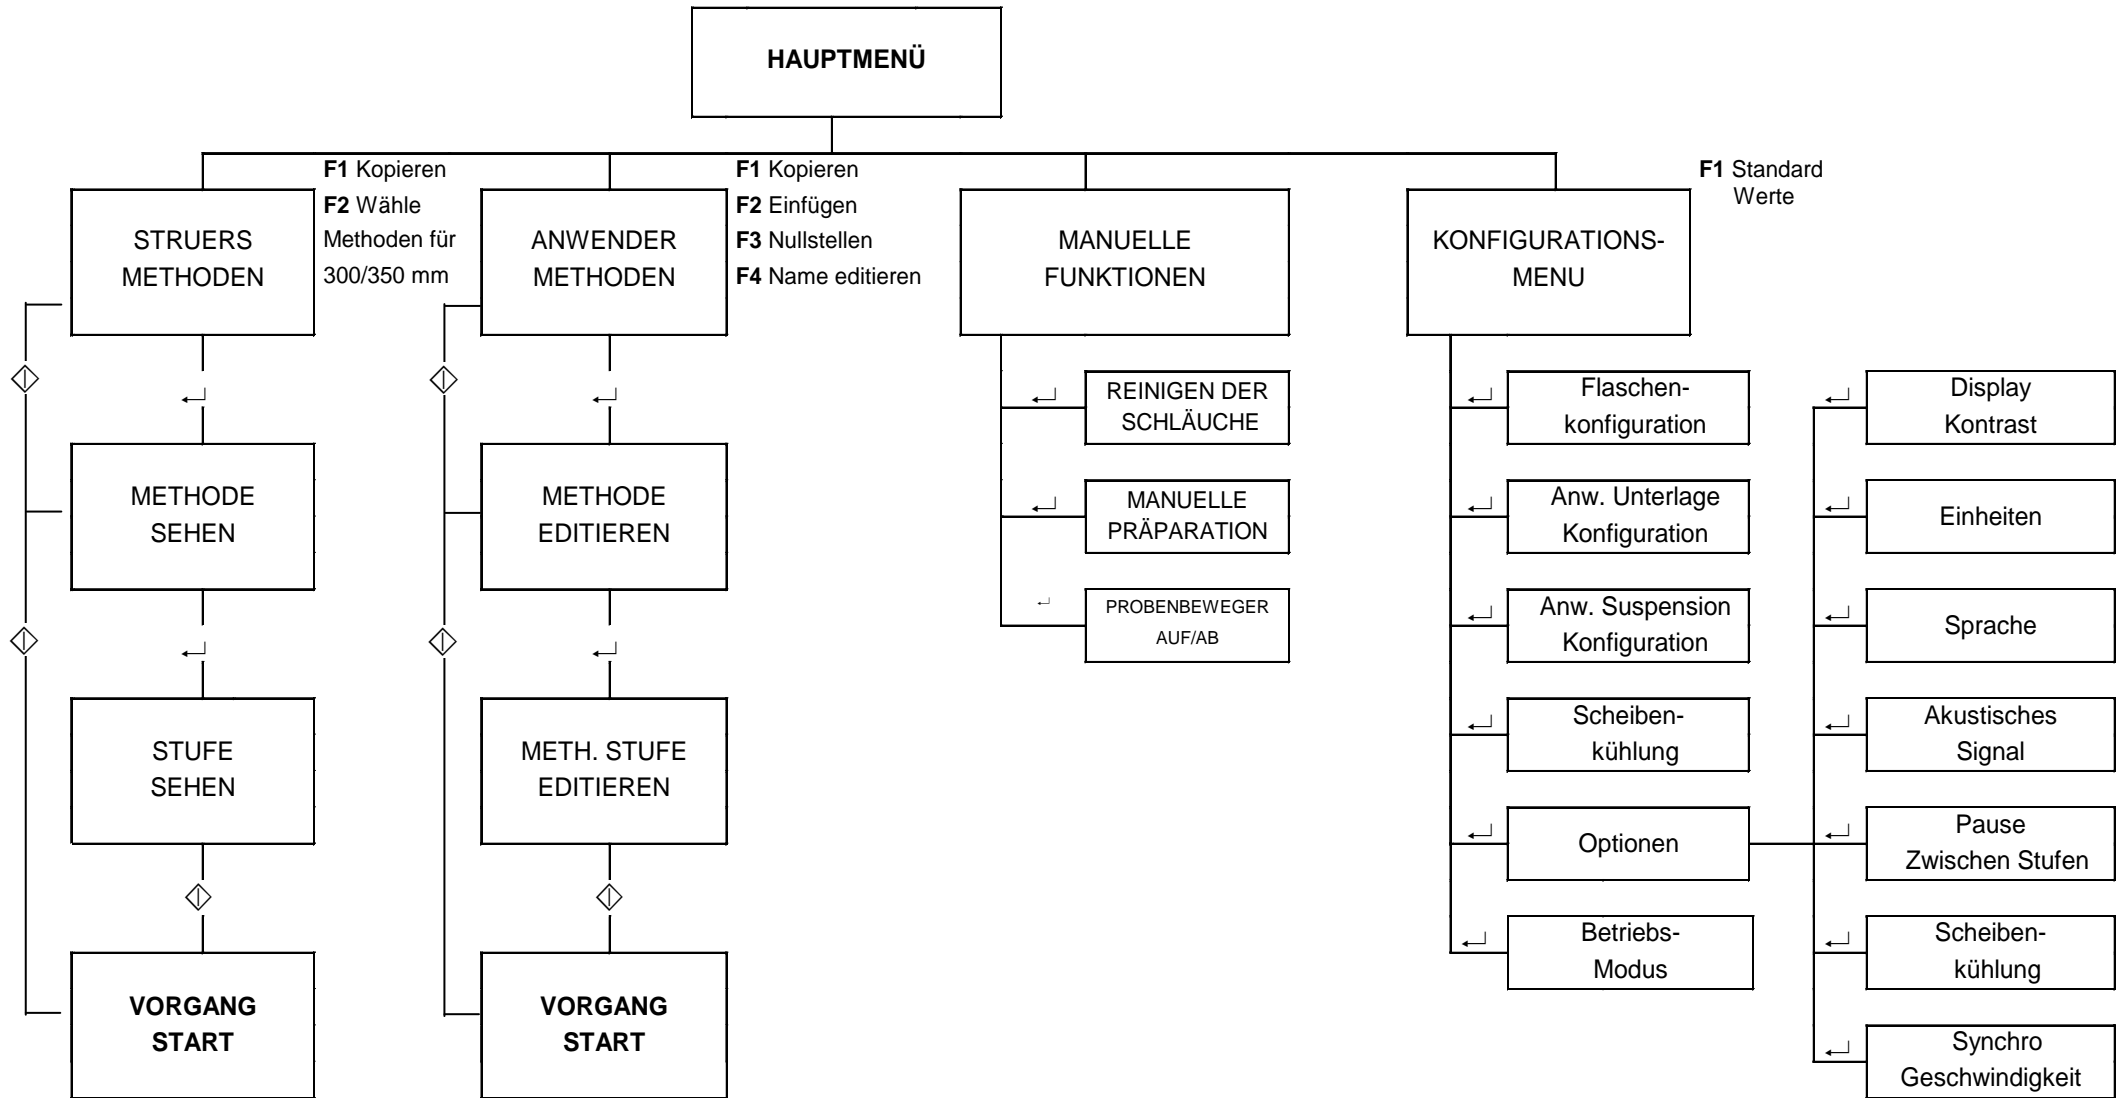 HAUPTMENÜ
STRUERS
METHODEN
F1 Kopieren
F2 Wähle
Methoden für
300/350 mm
METHODE
SEHEN
STUFE
SEHEN
VORGANG
START
ANWENDER
METHODEN
F1 Kopieren
F2 Einfügen
F3 Nullstellen
F4 Name editieren
METHODE
EDITIEREN
METH. STUFE
EDITIEREN
VORGANG
START
MANUELLE
FUNKTIONEN
REINIGEN DER
SCHLÄUCHE
MANUELLE
PRÄPARATION
PROBENBEWEGER
AUF/AB
KONFIGURATIONS-
MENU
F1 Standard
Werte
Flaschen-
konfiguration
Anw. Unterlage
Konfiguration
Anw. Suspension
Konfiguration
Scheiben-
kühlung
Optionen
Betriebs-
Modus
Display
Kontrast
Einheiten
Sprache
Akustisches
Signal
Pause
Zwischen Stufen
Scheiben-
kühlung
Synchro
Geschwindigkeit